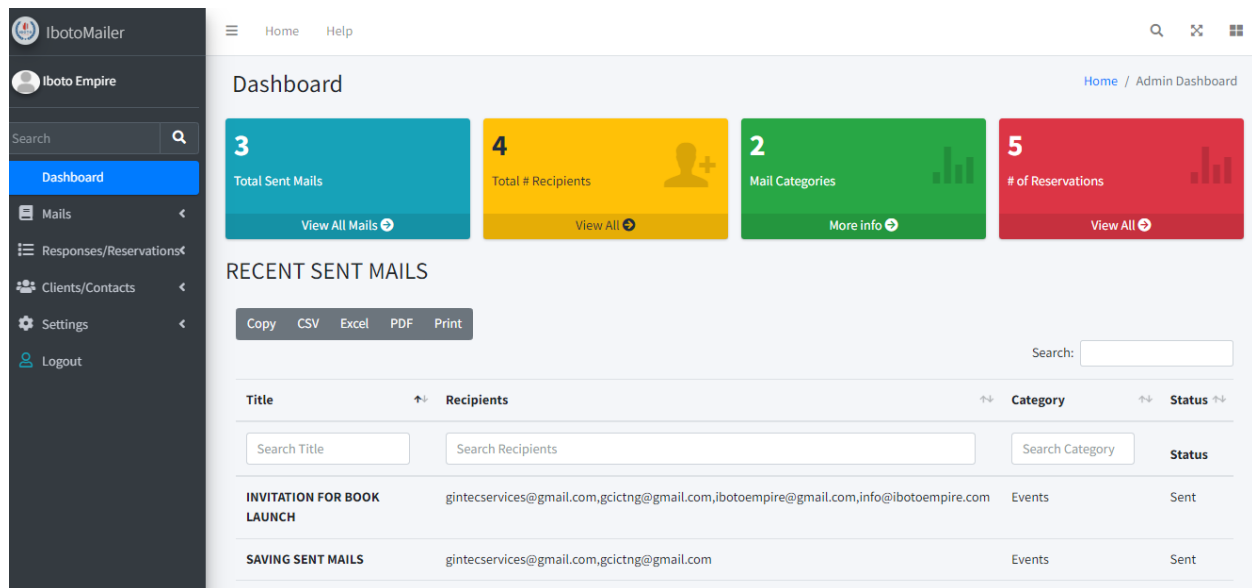 IbotoMailer
Home Help
Iboto Empire
Dashboard
Home / Admin Dashboard
Search
Dashboard
Mails
Responses/Reservations
Clients/Contacts
Settings
Logout
3
Total Sent Mails
View All Mails
4
Total # Recipients
View All
2
Mail Categories
More info
5
# of Reservations
View All
RECENT SENT MAILS
Copy CSV Excel PDF Print
Search:
Title Recipients Category Status
Search Title Search Recipients Search Category Status
INVITATION FOR BOOK gintecservices@gmail.com,gcictng@gmail.com,ibotoempire@gmail.com,info@ibotoempire.com Events Sent
LAUNCH
SAVING SENT MAILS gintecservices@gmail.com,gcictng@gmail.com Events Sent